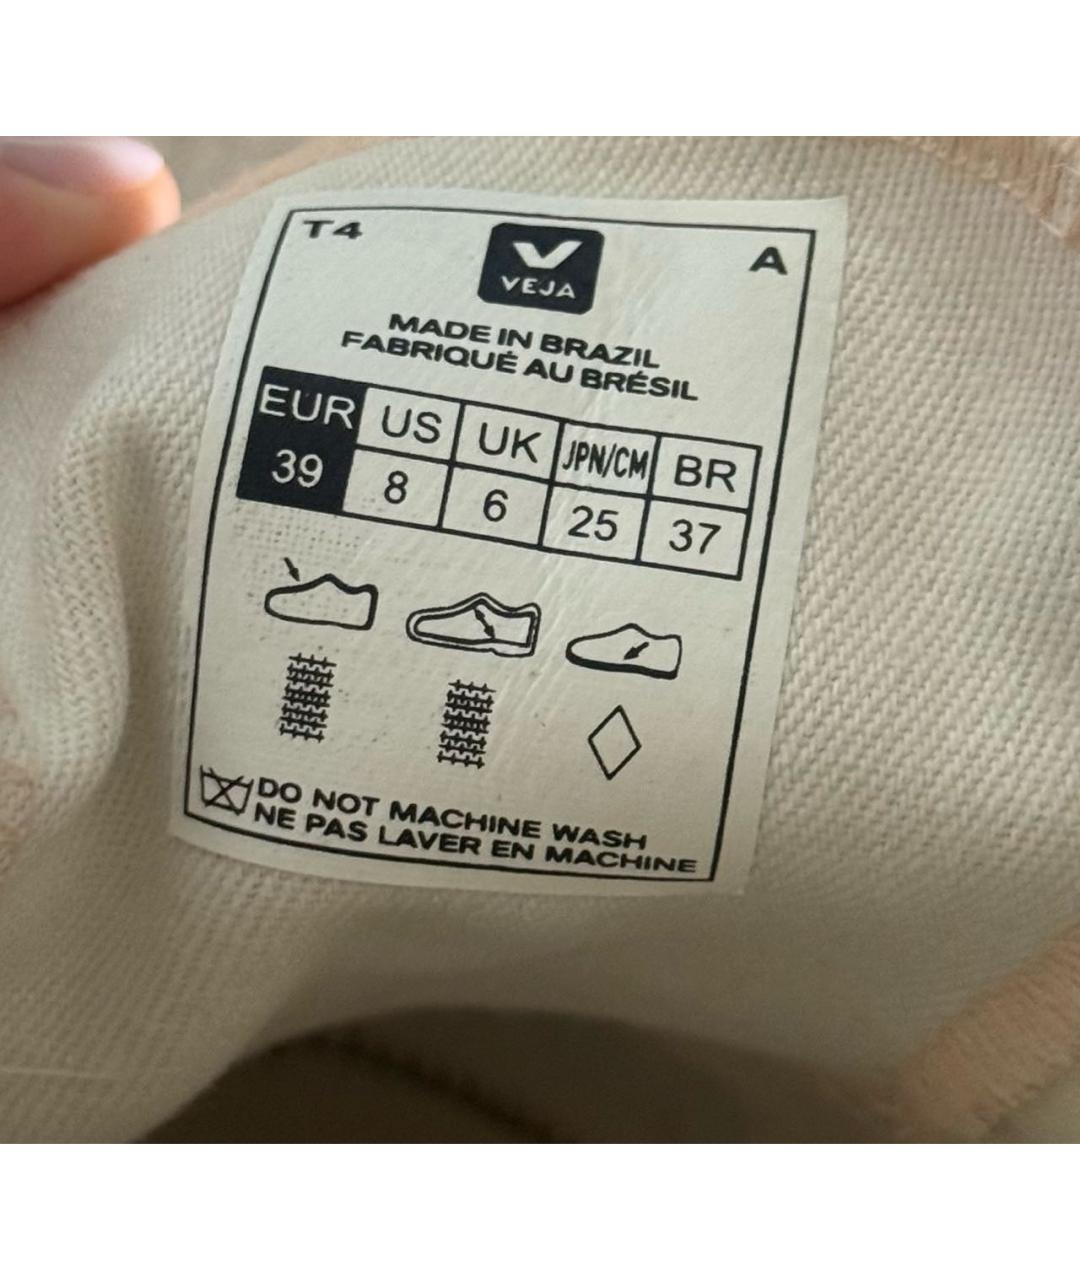 T4
A
VEJA
MADE IN BRAZIL
FABRIQUÉ AU BRÉSIL
EUR US UK JPN/CM BR
39 8 6 25 37
DO NOT MACHINE WASH
NE PAS LAVER EN MACHINE